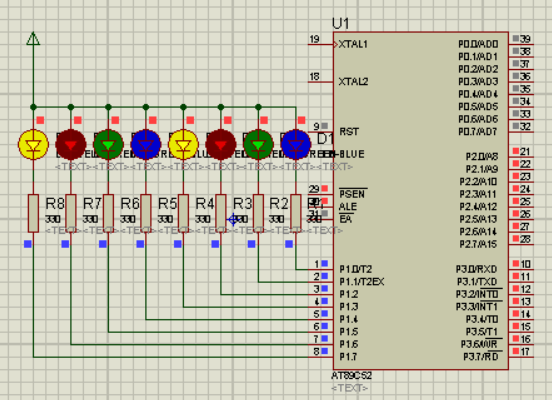 U1
19 XTAL1 P0.0/AD0 39
P0.1/AD1 38
P0.2/AD2 37
18 XTAL2 P0.3/AD3 36
P0.4/AD4 35
P0.5/AD5 34
P0.6/AD6 33
9 RST P0.7/AD7 32
D1
BLUE
<TEXT> <TEXT> <TEXT> <TEXT>
P2.0/A8 21
P2.1/A9 22
P2.2/A10 23
29 PSEN P2.3/A11 24
ALE P2.4/A12 25
31 EA P2.5/A13 26
P2.6/A14 27
P2.7/A15 28
R8 R7 R6 R5 R4 R3 R2
330 330 330 330 330 330 330
<TEXT> <TEXT> <TEXT> <TEXT>
1 P1.0/T2 P3.0/RXD 10
2 P1.1/T2EX P3.1/TXD 11
3 P1.2 P3.2/INT0 12
4 P1.3 P3.3/INT1 13
5 P1.4 P3.4/T0 14
6 P1.5 P3.5/T1 15
7 P1.6 P3.6/WR 16
8 P1.7 P3.7/RD 17
AT89C52
<TEXT>